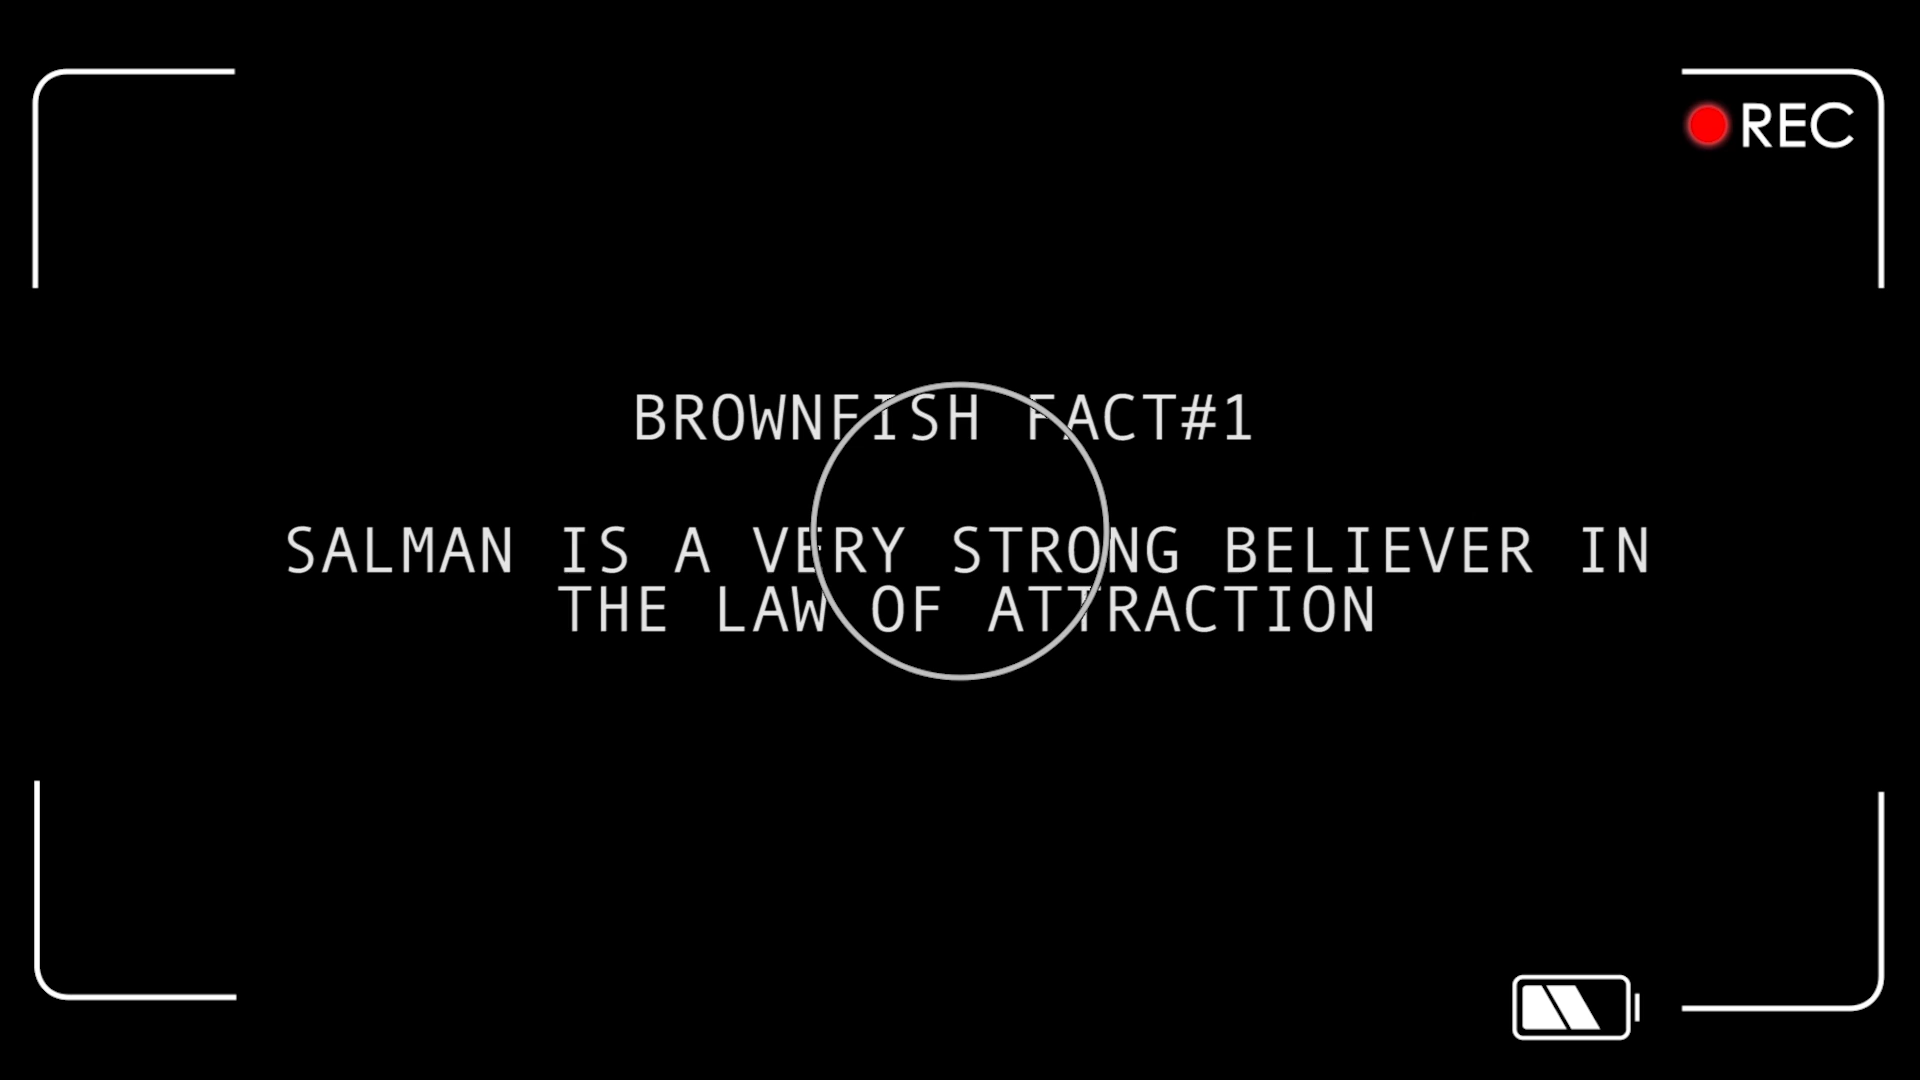 REC
BROWNFISH FACT#1
SALMAN IS A VERY STRONG BELIEVER IN
THE LAW OF ATTRACTION